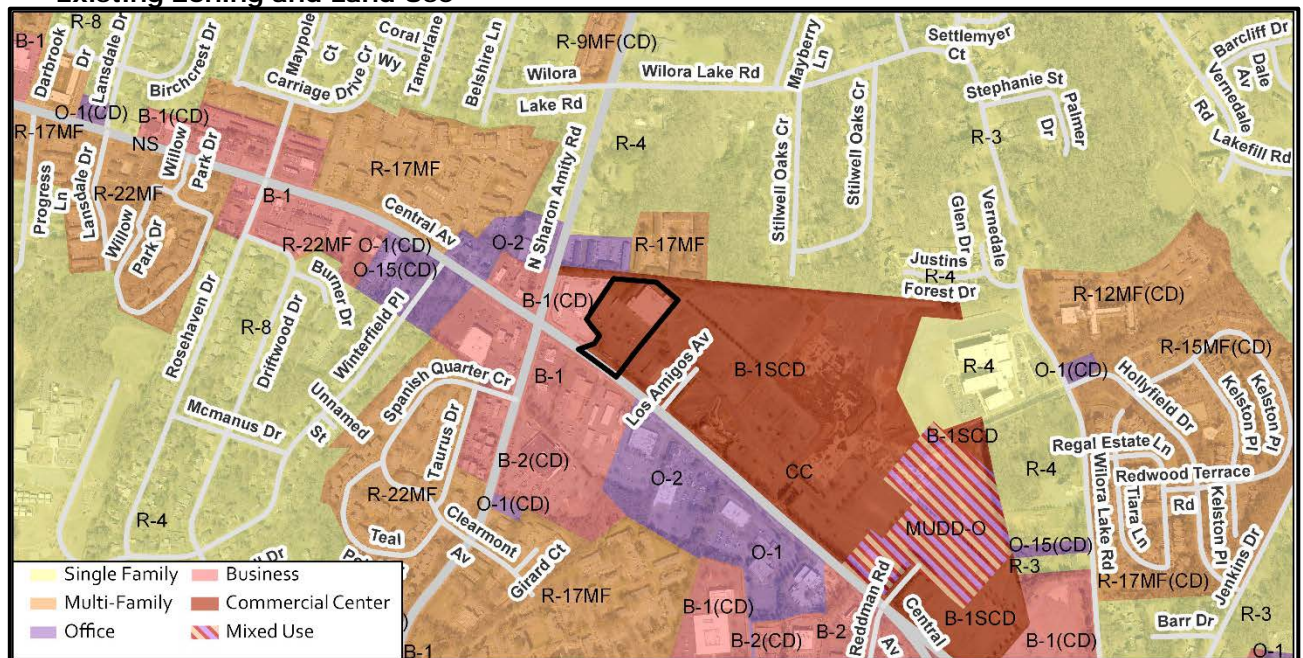 Existing Zoning and Land Use
R-8
B-1
Darbrook
Dr
Lansdale Dr
Birchcrest Dr
Maypole
Ct
Carriage Drive Cr
Coral
Wy
Tamerlane
Belshire Ln
R-9MF(CD)
Wilora
Lake Rd
Wilora Lake Rd
Mayberry
Ln
Settlemyer
Ct
Stephanie St
Palmer
Dr
Barcliff Dr
Dale
Av
Vermedale
Rd
Lakefill Rd
O-1(CD)
B-1(CD)
R-17MF
NS
Willow
Park Dr
R-17MF
R-4
R-3
Stilwell Oaks Cr
Stilwell Oaks Cr
N Sharon Amity Rd
Progress
Ln
Lansdale Dr
R-22MF
Willow
Park Dr
B-1
Central Av
R-22MF
O-1(CD)
O-15(CD)
O-2
R-17MF
Vernedale
Glen Dr
Justins
R-4
Forest Dr
R-12MF(CD)
Rosehaven Dr
Burner Dr
Driftwood Dr
R-8
Winterfield Pl
B-1(CD)
Los Amigos Av
B-1SCD
R-4
R-15MF(CD)
O-1(CD)
Hollyfield Dr
Kelston Pl
Kelston Pl
Mcmanus Dr
Unnamed
St
Spanish Quarter Cr
Taurus Dr
B-1
B-2(CD)
O-1(CD)
R-22MF
O-2
CC
B-1SCD
R-4
Regal Estate Ln
Redwood Terrace
Rd
Wilora Lake Rd
Tiara Ln
Kelston Pl
MUDD-O
R-4
Teal
Clearmont
Av
Girard Ct
R-17MF
O-1
O-15(CD)
R-3
R-17MF(CD)
Jenkins Dr
R-3
Reddman Rd
Central
Av
B-1SCD
B-1(CD)
B-2(CD)
B-2
B-1(CD)
Barr Dr
O-1
B-1
Single Family
Business
Multi-Family
Commercial Center
Office
Mixed Use